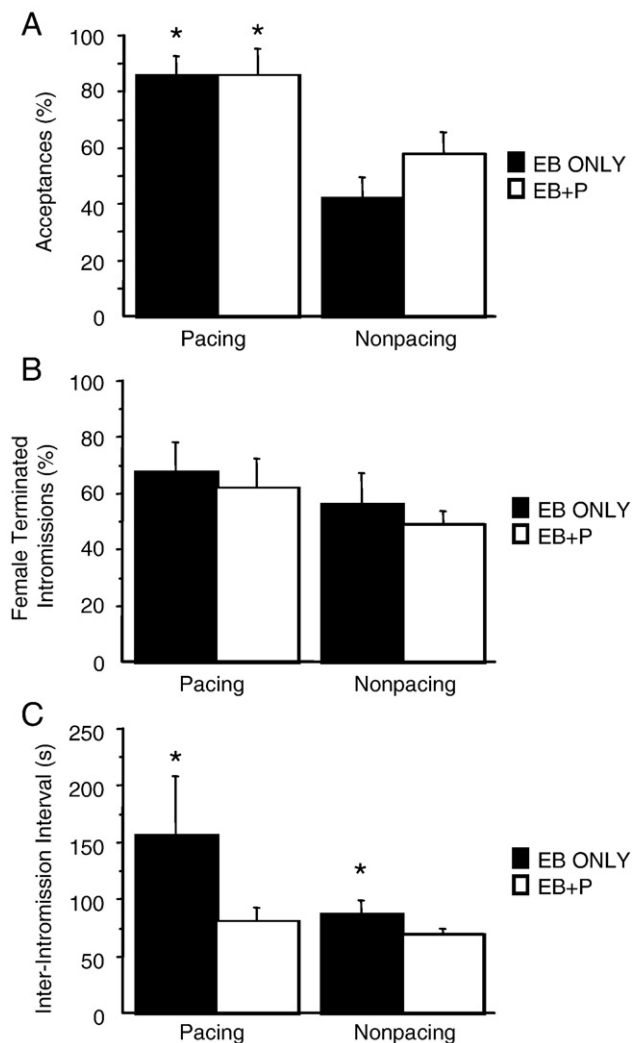 A
Acceptances (%)
100
80
60
40
20
0
*
*
Pacing
Nonpacing
EB ONLY
EB+P
B
Female Terminated
Intromissions (%)
100
80
60
40
20
0
Pacing
Nonpacing
EB ONLY
EB+P
C
Inter-Intromission Interval (s)
250
200
150
100
50
0
*
*
Pacing
Nonpacing
EB ONLY
EB+P